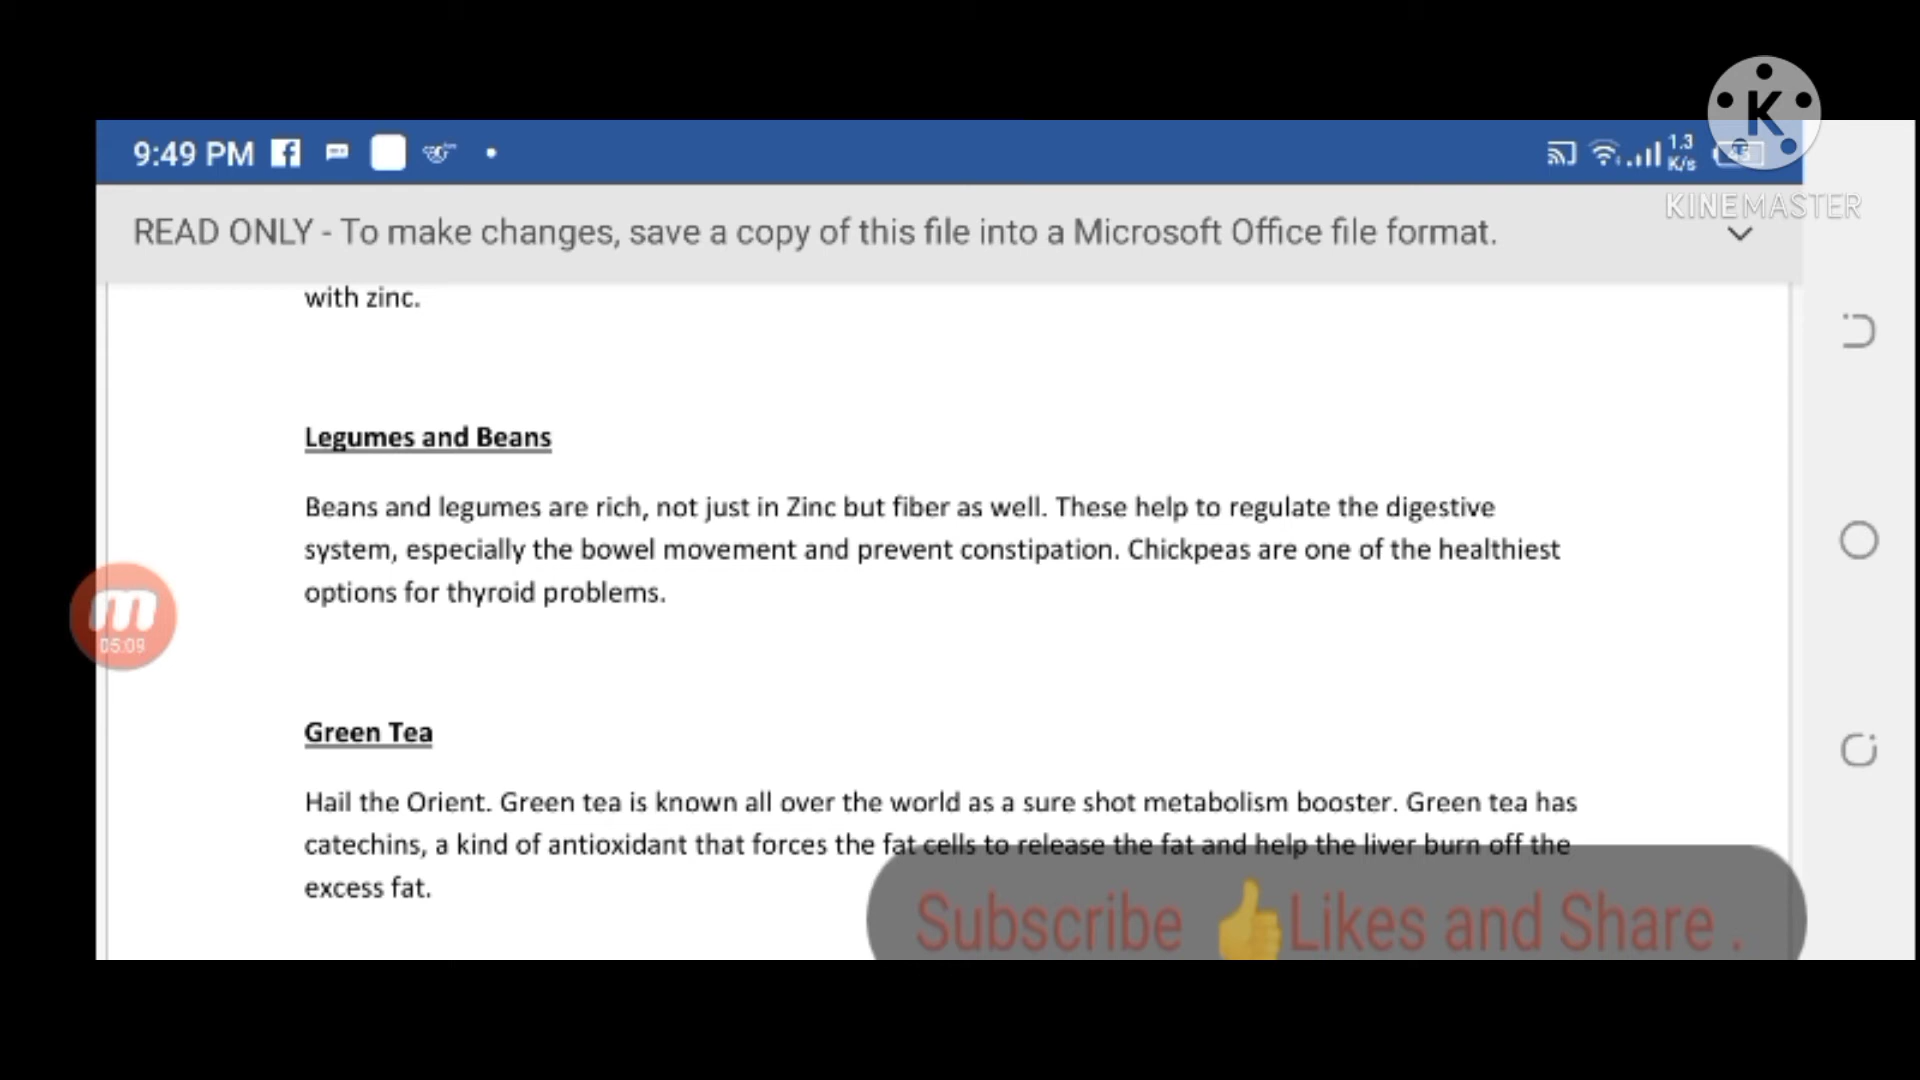 K
9:49 PM
1.3
K/s
KINEMASTER
READ ONLY - To make changes, save a copy of this file into a Microsoft Office file format.
with zinc.
Legumes and Beans
Beans and legumes are rich, not just in Zinc but fiber as well. These help to regulate the digestive
system, especially the bowel movement and prevent constipation. Chickpeas are one of the healthiest
options for thyroid problems.
m
05:09
Green Tea
Hail the Orient. Green tea is known all over the world as a sure shot metabolism booster. Green tea has
catechins, a kind of antioxidant that forces the fat cells to release the fat and help the liver burn off the
excess fat.
Subscribe 👍Likes and Share .